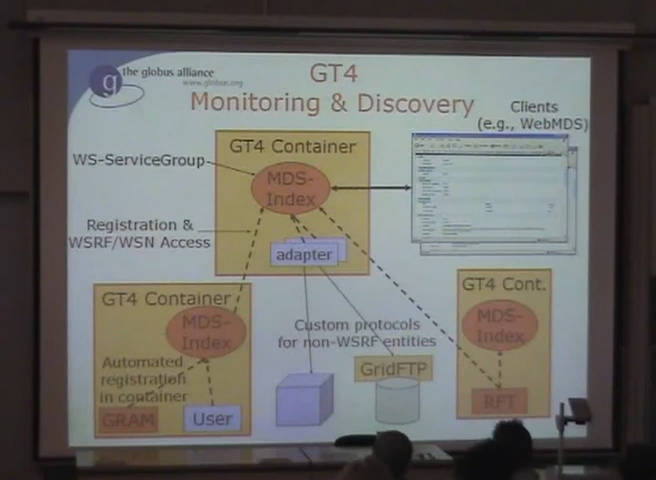 the globus alliance
www.globus.org
g
GT4
Monitoring & Discovery
Clients
(e.g., WebMDS)
GT4 Container
WS-ServiceGroup
MDS-
Index
Registration &
WSRF/WSN Access
adapter
GT4 Container
MDS-
Index
Automated
registration
in container
GRAM
User
Custom protocols
for non-WSRF entities
GridFTP
GT4 Cont.
MDS-
Index
RFT